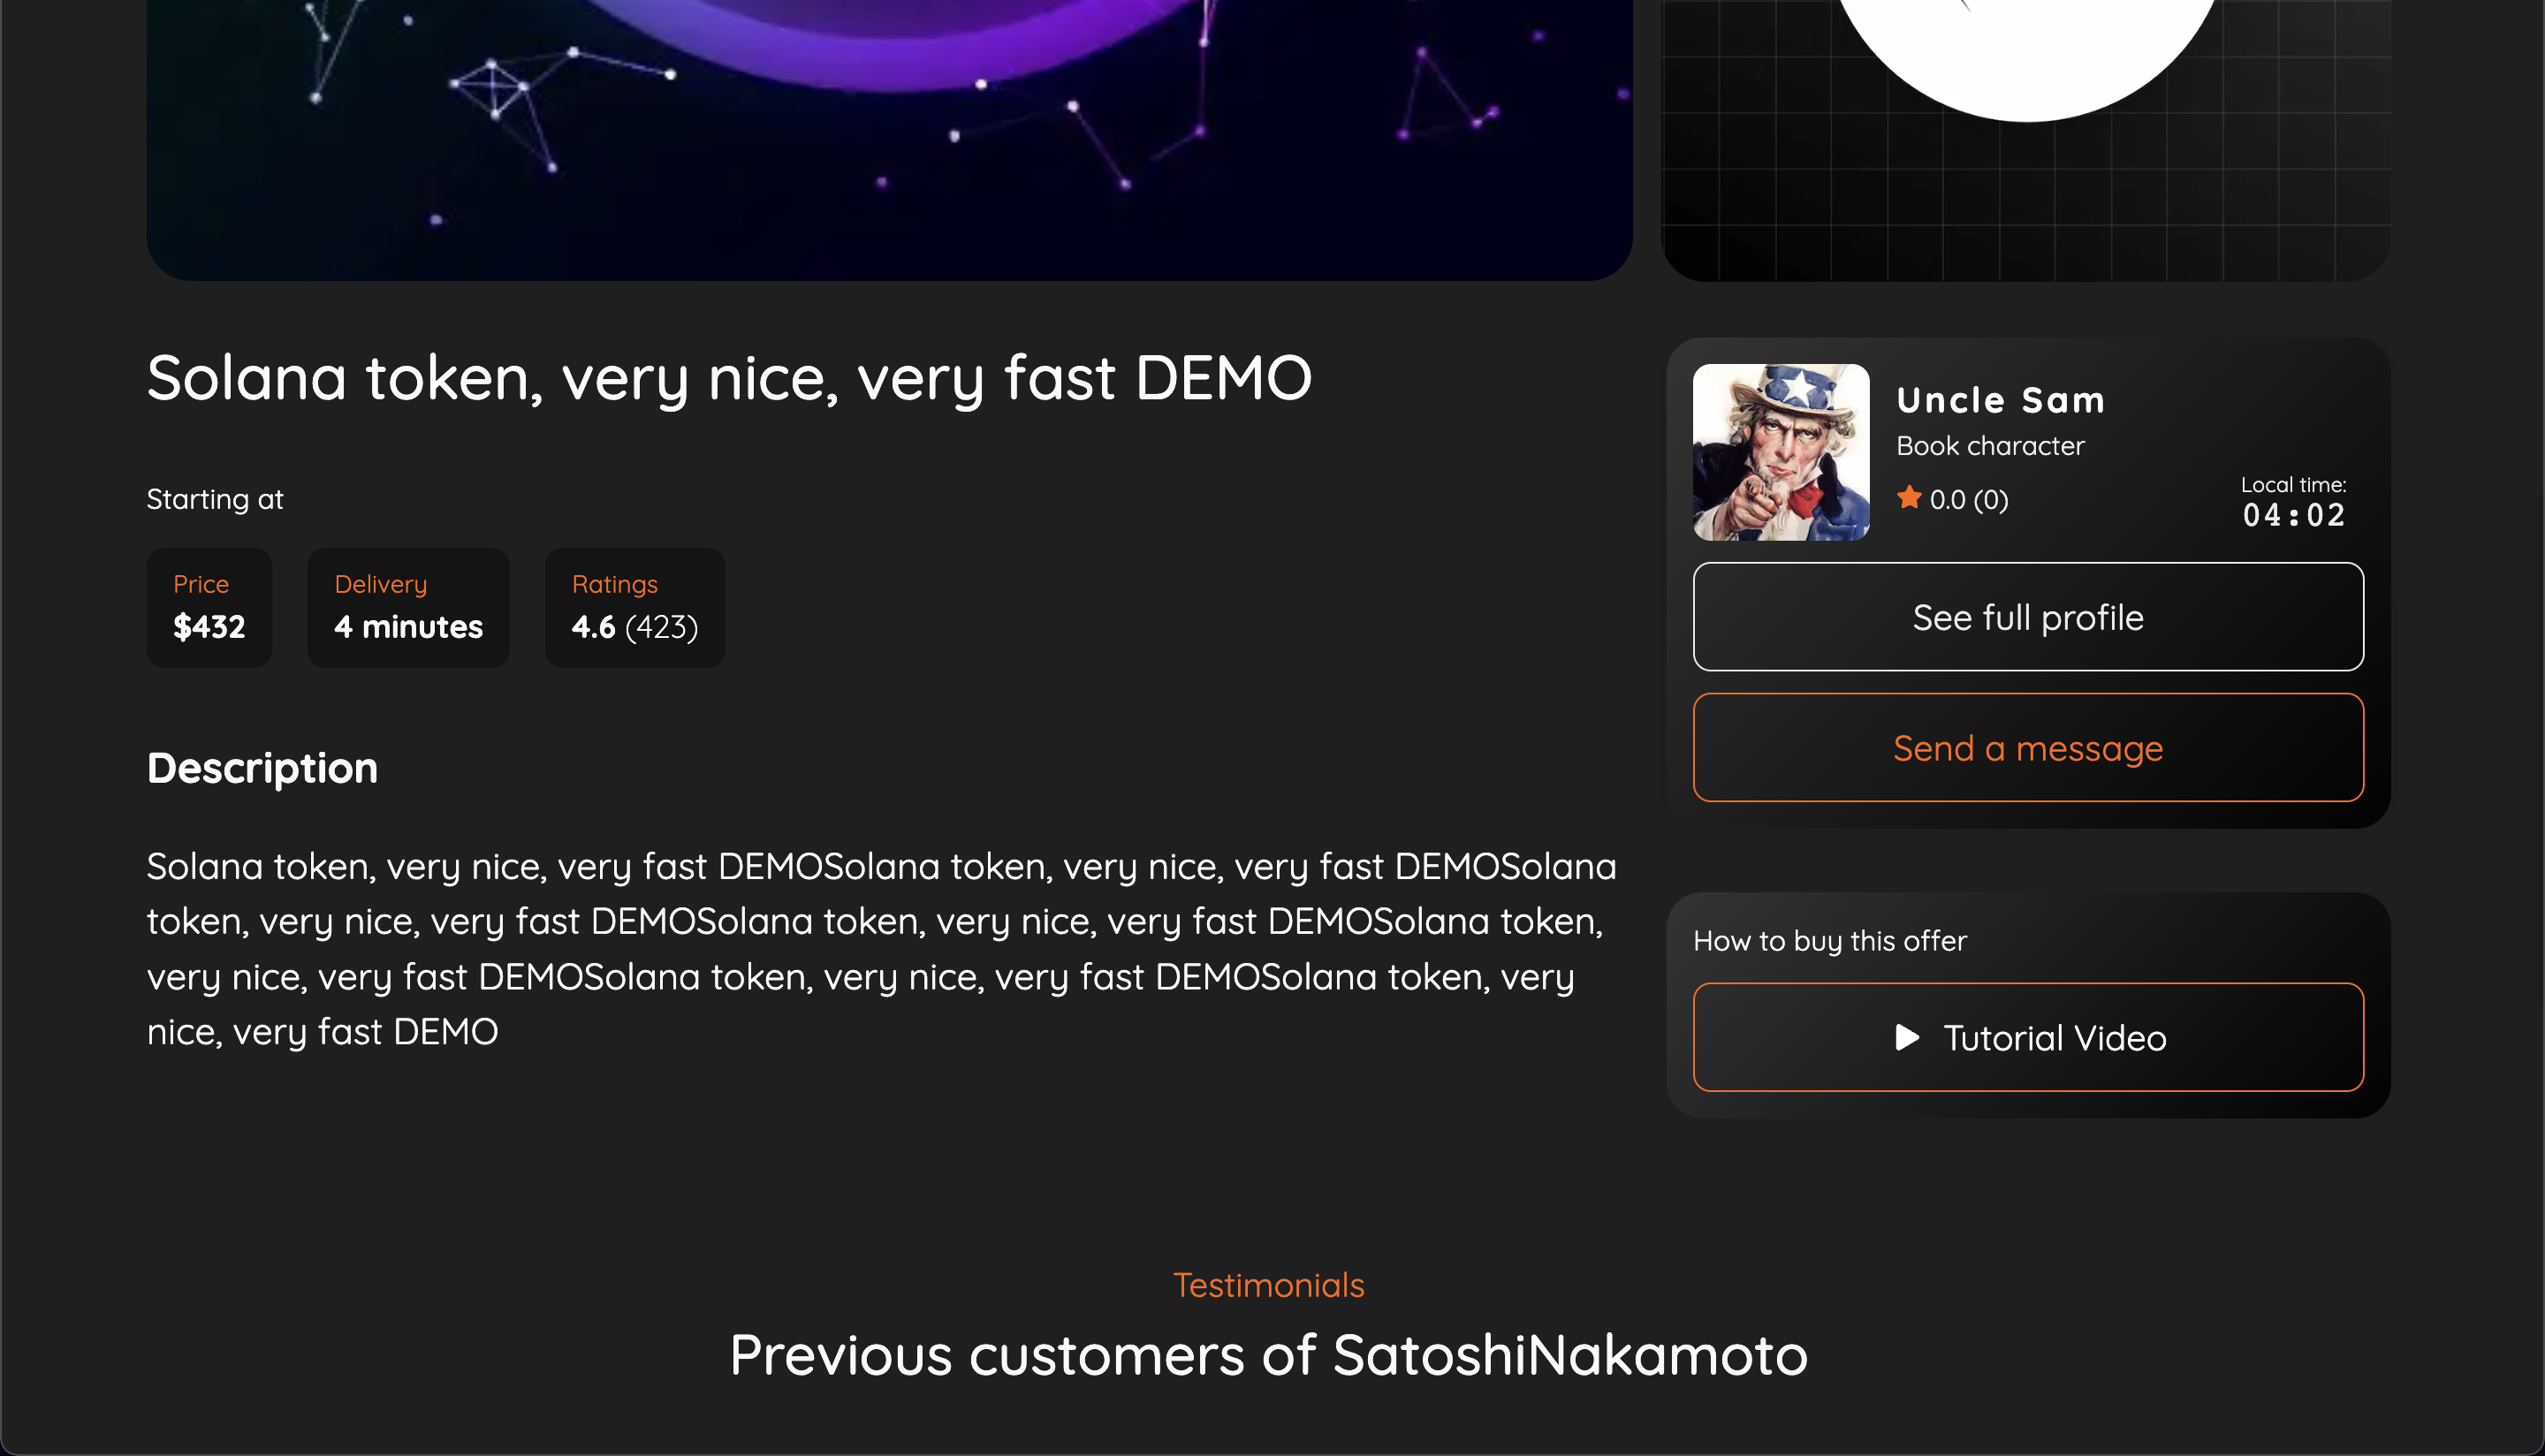 Solana token, very nice, very fast DEMO
Starting at
Price
$432
Delivery
4 minutes
Ratings
4.6 (423)
Description
Solana token, very nice, very fast DEMOSolana token, very nice, very fast DEMOSolana
token, very nice, very fast DEMOSolana token, very nice, very fast DEMOSolana token,
very nice, very fast DEMOSolana token, very nice, very fast DEMOSolana token, very
nice, very fast DEMO
Uncle Sam
Book character
0.0 (0)
Local time:
04:02
See full profile
Send a message
How to buy this offer
Tutorial Video
Testimonials
Previous customers of SatoshiNakamoto